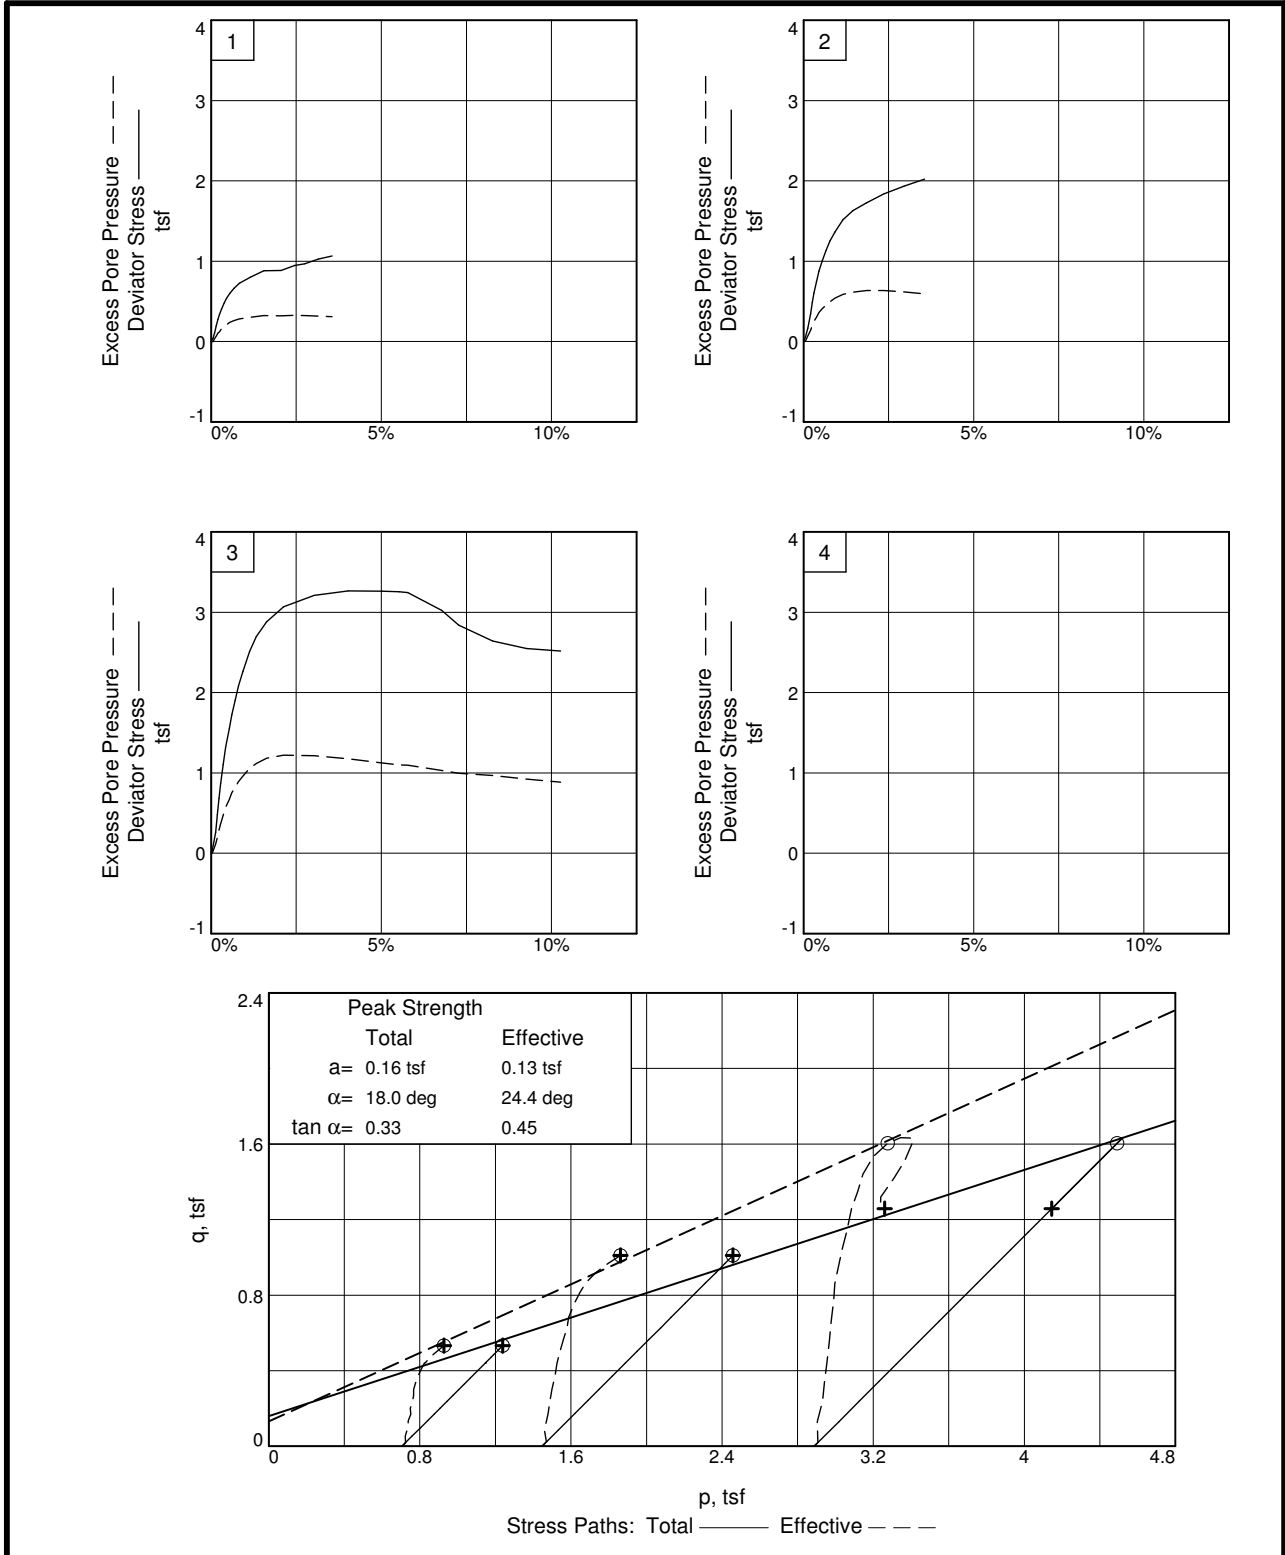 1
4
3
2
1
0
-1
0%
5%
10%
Excess Pore Pressure
Deviator Stress
tsf
2
4
3
2
1
0
-1
0%
5%
10%
Excess Pore Pressure
Deviator Stress
tsf
3
4
3
2
1
0
-1
0%
5%
10%
Excess Pore Pressure
Deviator Stress
tsf
4
4
3
2
1
0
-1
0%
5%
10%
Excess Pore Pressure
Deviator Stress
tsf
Peak Strength
Total Effective
a= 0.16 tsf 0.13 tsf
α= 18.0 deg 24.4 deg
tan α= 0.33 0.45
2.4
1.6
0.8
0
q, tsf
0 0.8 1.6 2.4 3.2 4 4.8
p, tsf
Stress Paths: Total Effective